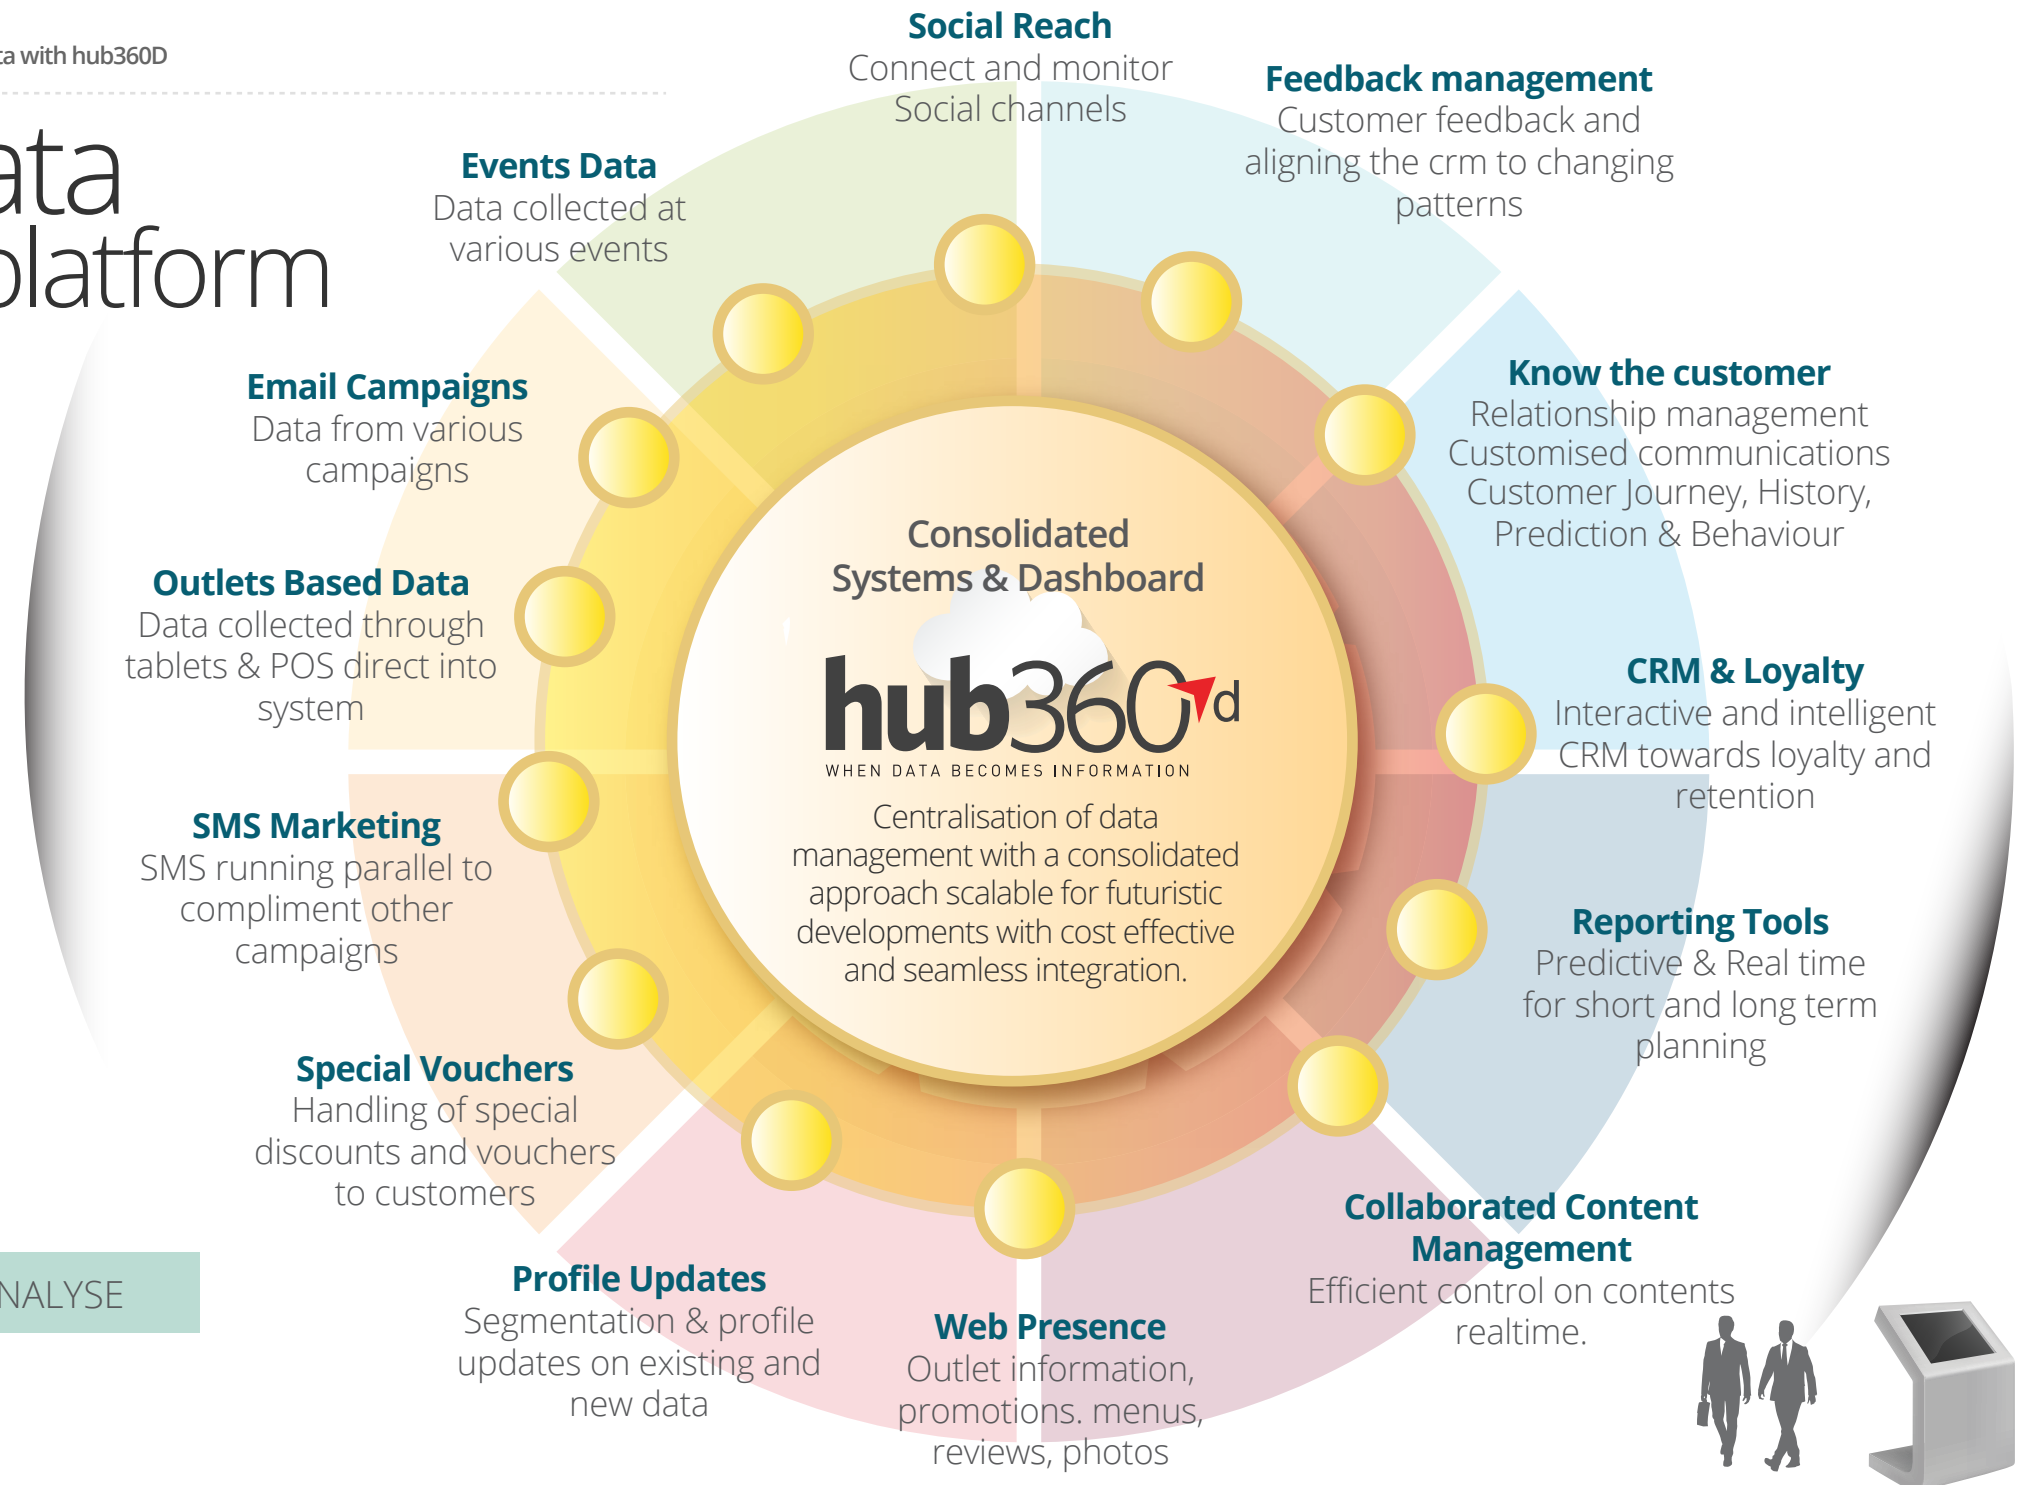 with hub360D
platform
Social Reach
Connect and monitor
Social channels
Feedback management
Customer feedback and
aligning the crm to changing
patterns
Know the customer
Relationship management
Customised communications
Customer Journey, History,
Prediction & Behaviour
CRM & Loyalty
Interactive and intelligent
CRM towards loyalty and
retention
Reporting Tools
Predictive & Real time
for short and long term
planning
Collaborated Content
Management
Efficient control on contents
realtime.
Web Presence
Outlet information,
promotions. menus,
reviews, photos
Profile Updates
Segmentation & profile
updates on existing and
new data
Special Vouchers
Handling of special
discounts and vouchers
to customers
SMS Marketing
SMS running parallel to
compliment other
campaigns
Outlets Based Data
Data collected through
tablets & POS direct into
system
Email Campaigns
Data from various
campaigns
Events Data
Data collected at
various events
Consolidated
Systems & Dashboard
hub360d
WHEN DATA BECOMES INFORMATION
Centralisation of data
management with a consolidated
approach scalable for futuristic
developments with cost effective
and seamless integration.